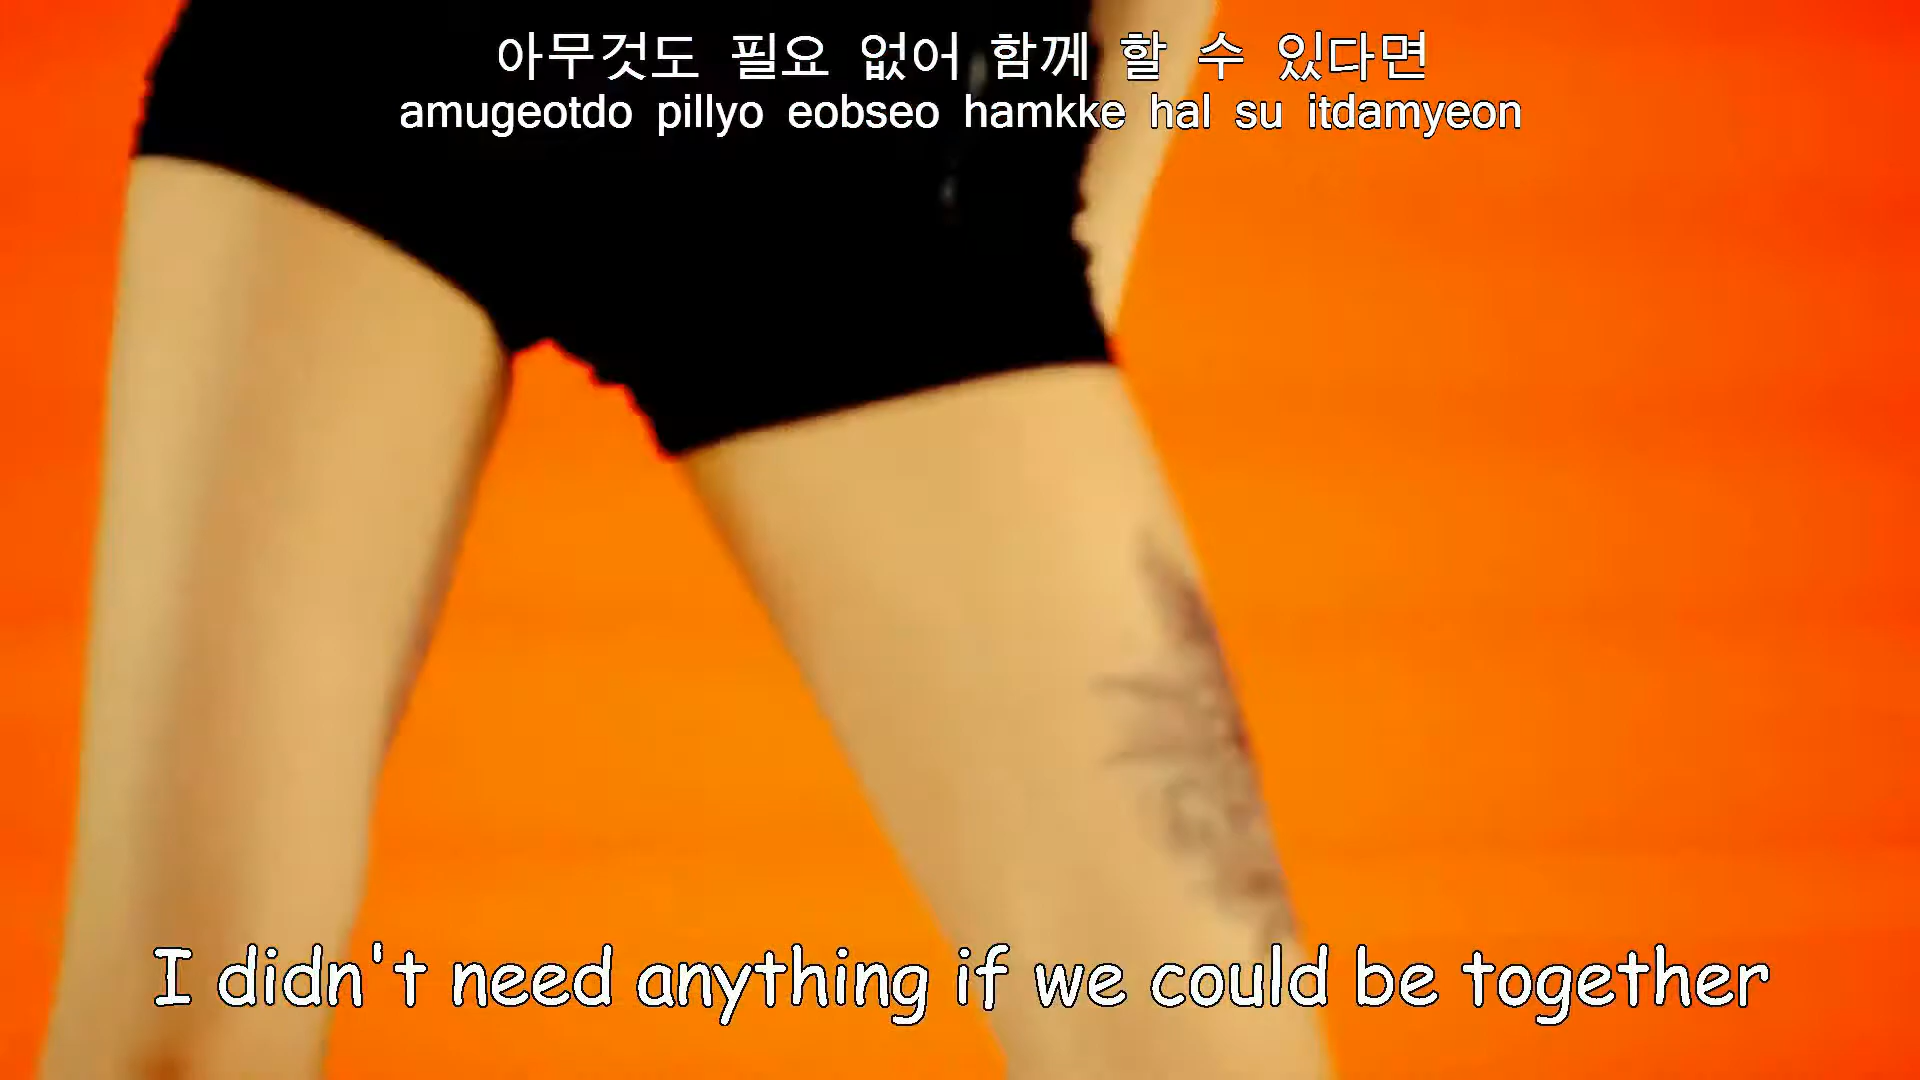 아무것도 필요 없어 함께 할 수 있다면
amugeotdo pillyo eobseo hamkke hal su itdamyeon
I didn't need anything if we could be together